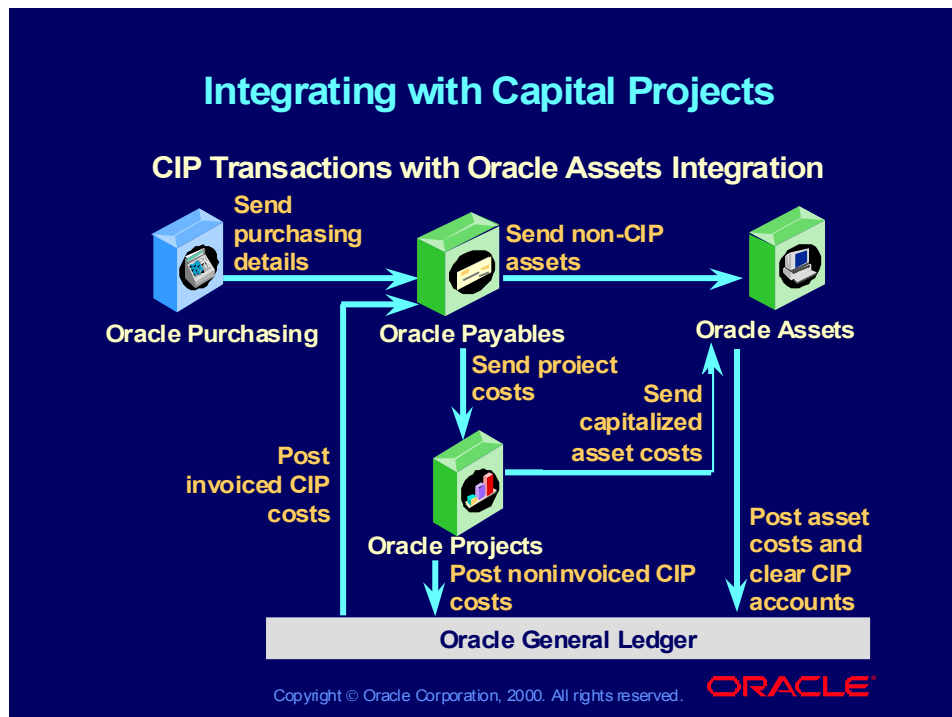 Integrating with Capital Projects
CIP Transactions with Oracle Assets Integration
Send
purchasing
details
Send non-CIP
assets
Oracle Purchasing
Oracle Payables
Oracle Assets
Send project
costs
Send
capitalized
asset costs
Post
invoiced CIP
costs
Oracle Projects
Post noninvoiced CIP
costs
Post asset
costs and
clear CIP
accounts
Oracle General Ledger
Copyright © Oracle Corporation, 2000. All rights reserved.
ORACLE®